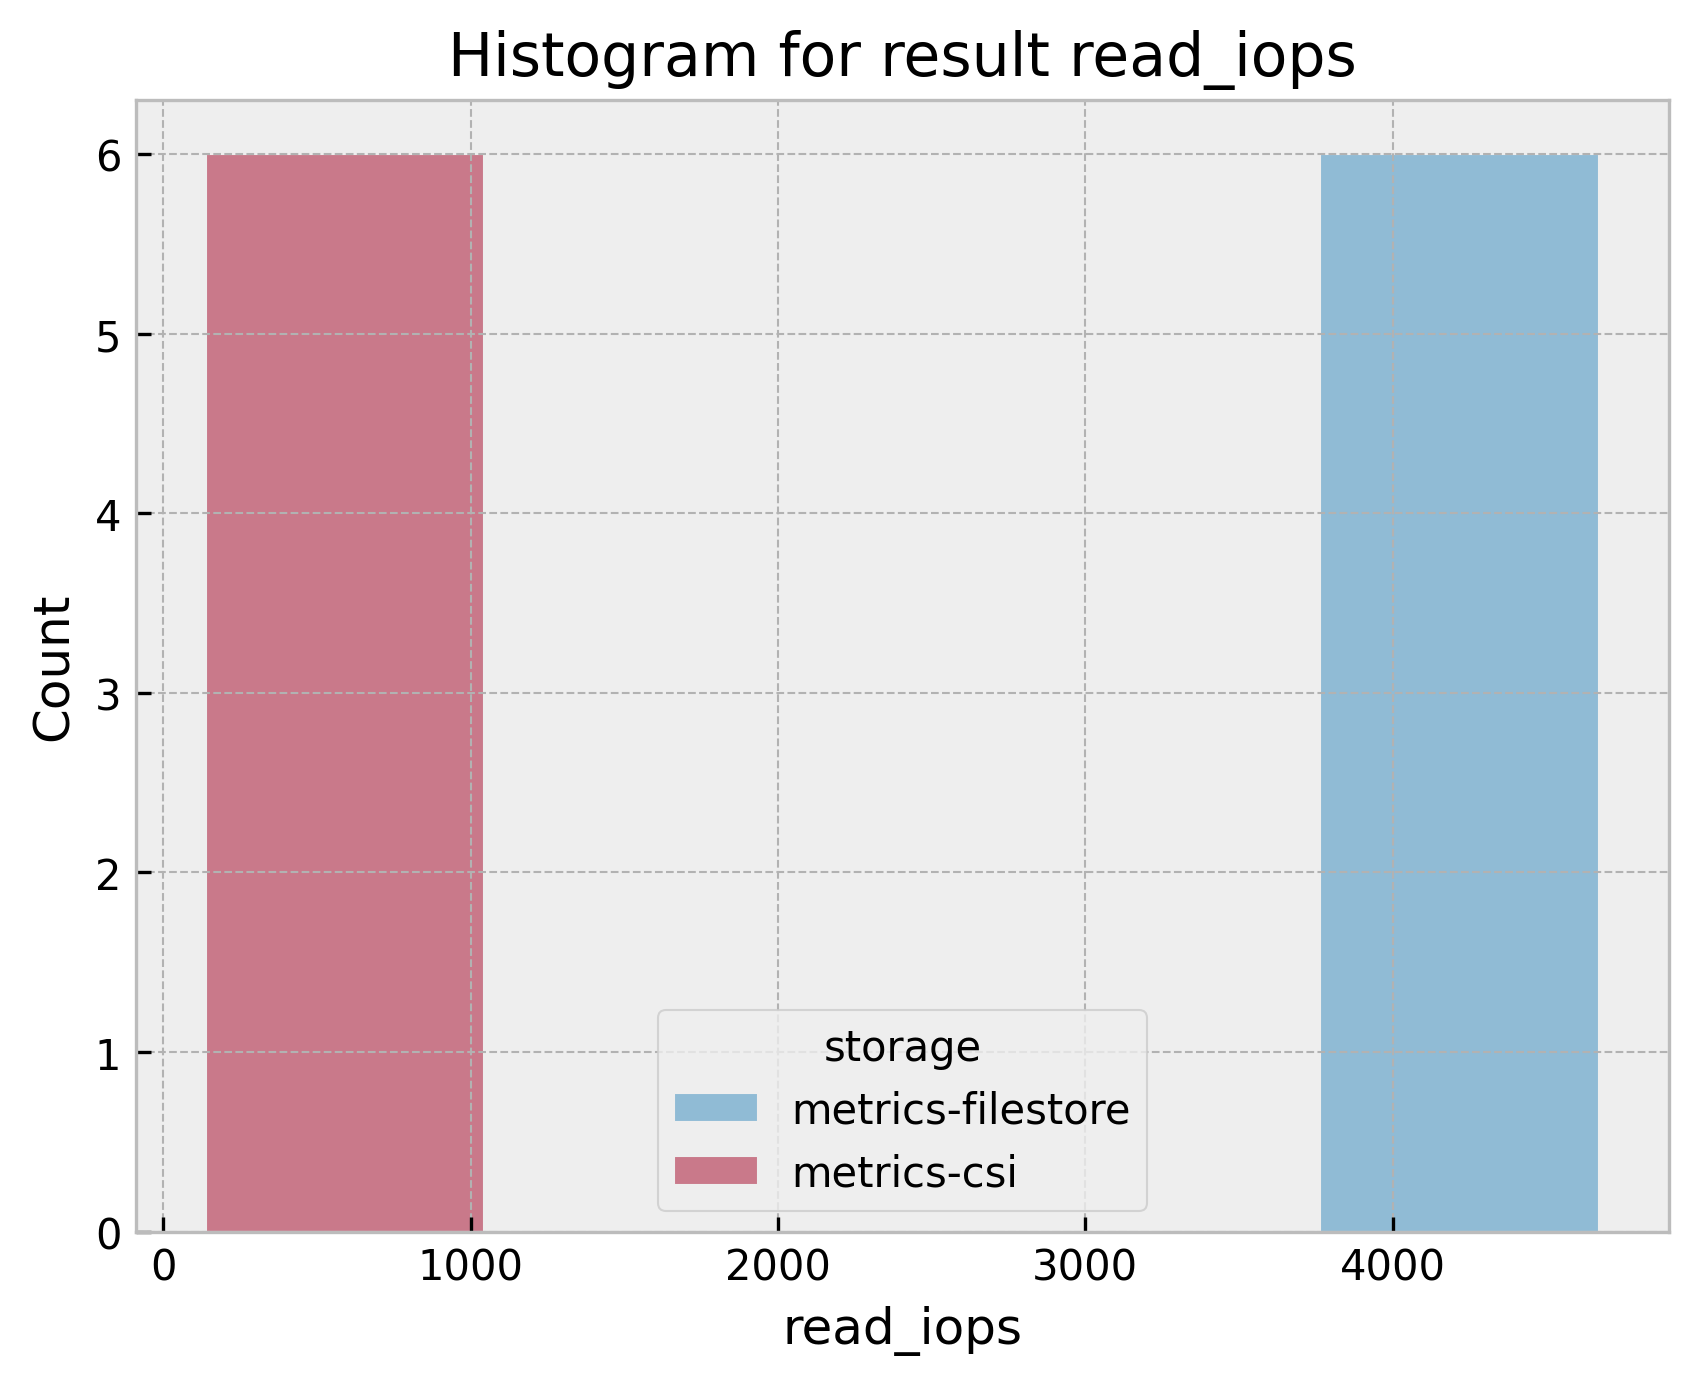 Histogram for result read_iops
6
5
4
3
2
1
0
Count
storage
metrics-filestore
metrics-csi
0 1000 2000 3000 4000
read_iops